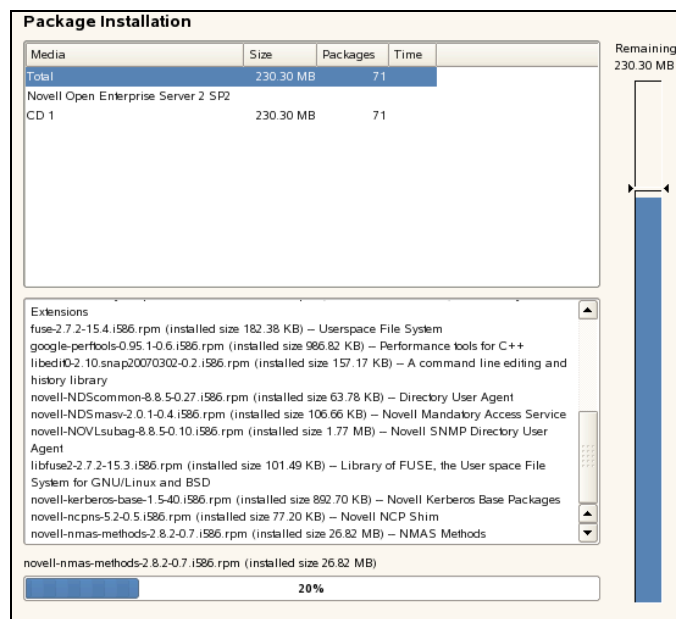 Package Installation
Media Size Packages Time
Total 230.30 MB 71
Novell Open Enterprise Server 2 SP2
CD 1 230.30 MB 71
Remaining
230.30 MB
Extensions
fuse-2.7.2-15.4.i586.rpm (installed size 182.38 KB) -- Userspace File System
google-perftools-0.95.1-0.6.i586.rpm (installed size 986.82 KB) -- Performance tools for C++
libedit0-2.10.snap20070302-0.2.i586.rpm (installed size 157.17 KB) -- A command line editing and
history library
novell-NDScommon-8.8.5-0.27.i586.rpm (installed size 63.78 KB) -- Directory User Agent
novell-NDSmasv-2.0.1-0.4.i586.rpm (installed size 106.66 KB) -- Novell Mandatory Access Service
novell-NOVLsubag-8.8.5-0.10.i586.rpm (installed size 1.77 MB) -- Novell SNMP Directory User
Agent
libfuse2-2.7.2-15.3.i586.rpm (installed size 101.49 KB) -- Library of FUSE, the User space File
System for GNU/Linux and BSD
novell-kerberos-base-1.5-40.i586.rpm (installed size 892.70 KB) -- Novell Kerberos Base Packages
novell-ncpns-5.2-0.5.i586.rpm (installed size 77.20 KB) -- Novell NCP Shim
novell-nmas-methods-2.8.2-0.7.i586.rpm (installed size 26.82 MB) -- NMAS Methods
novell-nmas-methods-2.8.2-0.7.i586.rpm (installed size 26.82 MB)
20%